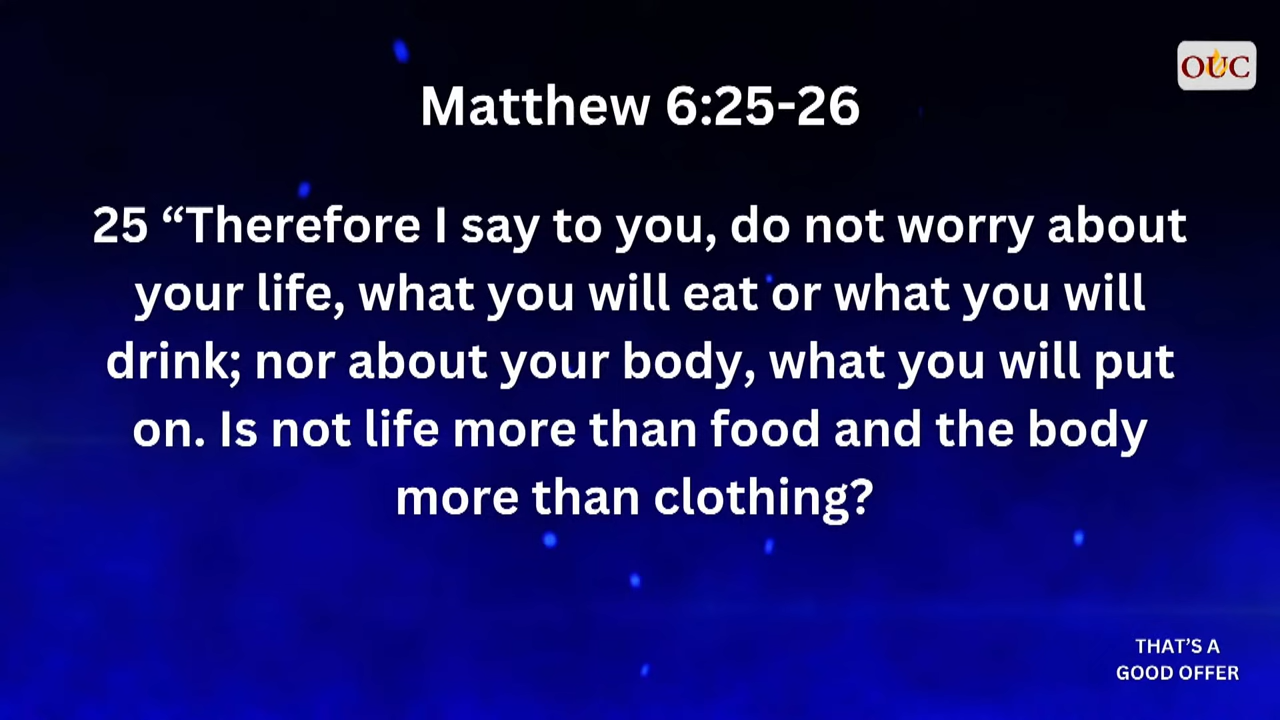 OUC
Matthew 6:25-26
25 “Therefore I say to you, do not worry about
your life, what you will eat or what you will
drink; nor about your body, what you will put
on. Is not life more than food and the body
more than clothing?
THAT’S A
GOOD OFFER